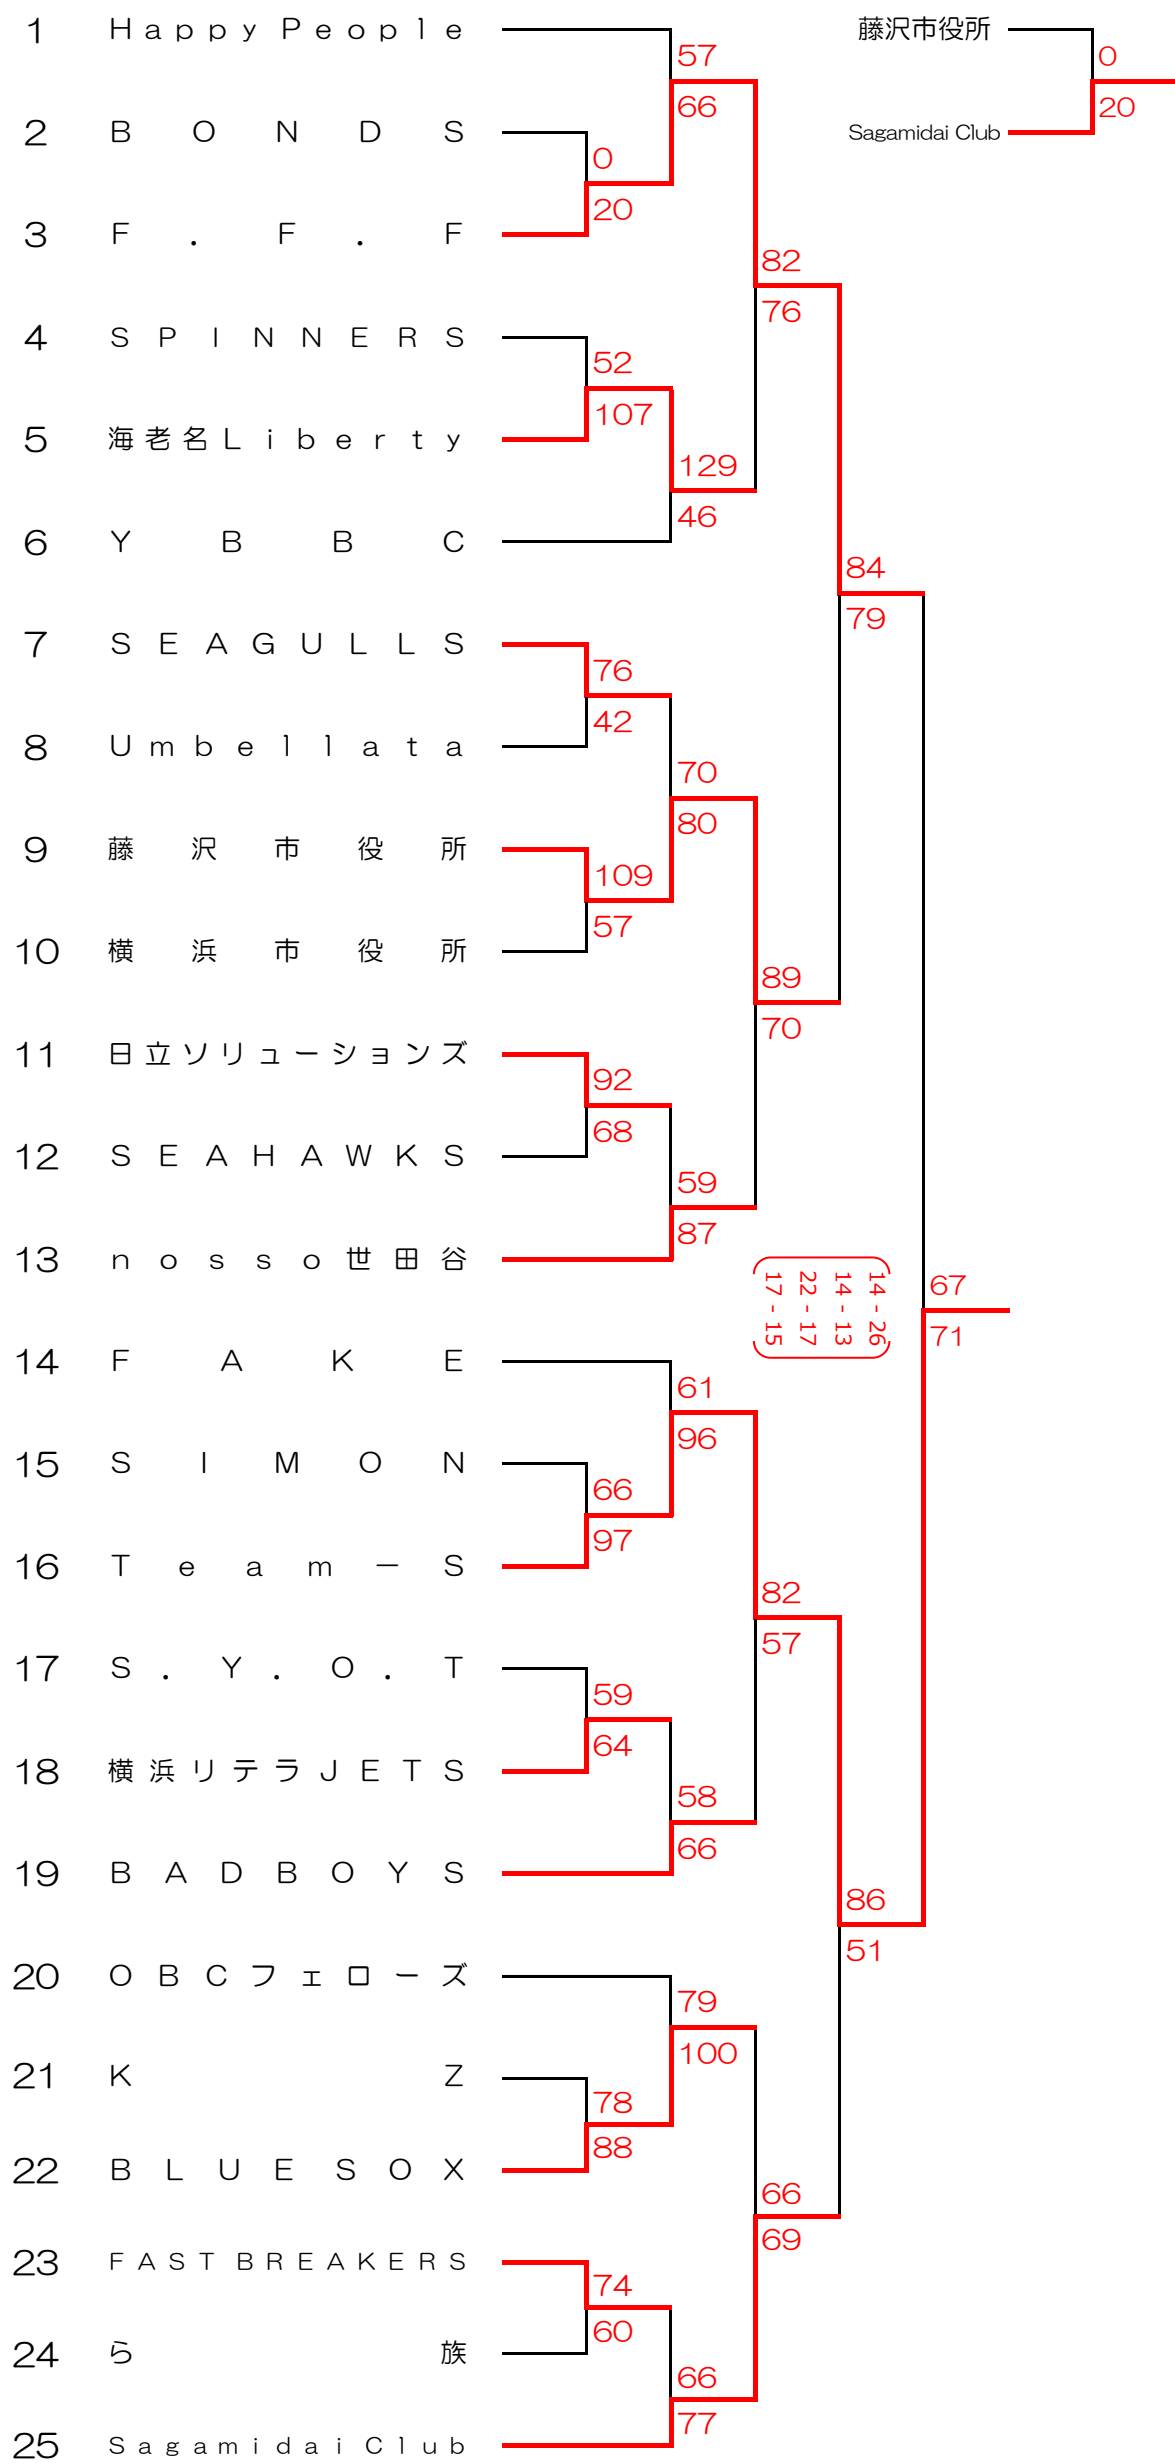 1 Happy People
藤沢市役所
57
0
66
20
2 BONDS
Sagamidai Club
0
20
3 F.F.F
82
76
4 SPINNERS
52
107
5 海老名Liberty
129
46
6 YBBC
84
79
7 SEAGULLS
76
42
8 Umbellata
70
80
9 藤沢市役所
109
57
10 横浜市役所
89
70
11 日立ソリューションズ
92
68
12 SEAHAWKS
59
87
13 nosso世田谷
14 - 26
14 - 13
22 - 17
17 - 15
67
71
14 FAKE
61
96
15 SIMON
66
97
16 Team－S
82
57
17 S.Y.O.T
59
64
18 横浜リテラJETS
58
66
19 BADBOYS
86
51
20 OBCフェローズ
79
100
21 KZ
78
88
22 BLUE SOX
66
69
23 FAST BREAKERS
74
60
24 ら族
66
77
25 Sagamidai Club